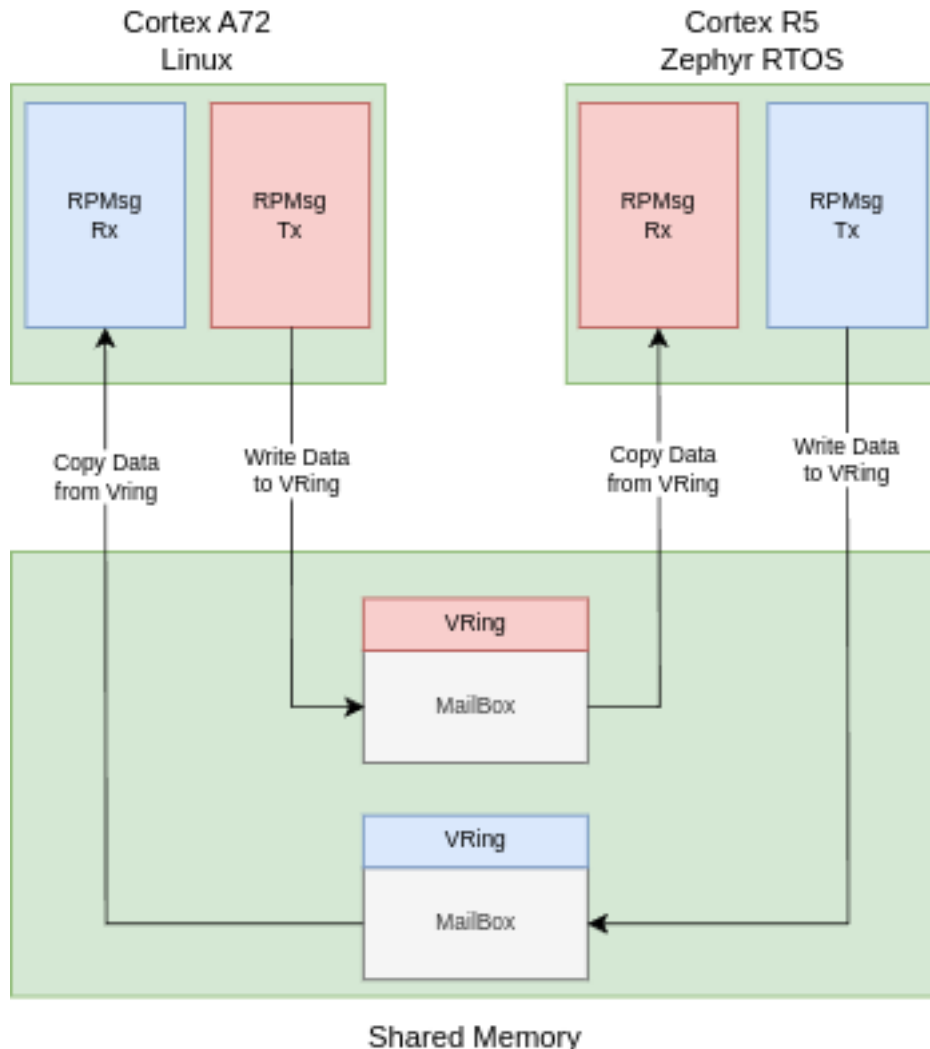 Cortex A72
Linux
Cortex R5
Zephyr RTOS
RPMsg
Rx
RPMsg
Tx
RPMsg
Rx
RPMsg
Tx
Copy Data
from Vring
Write Data
to VRing
Copy Data
from VRing
Write Data
to VRing
VRing
MailBox
VRing
MailBox
Shared Memory